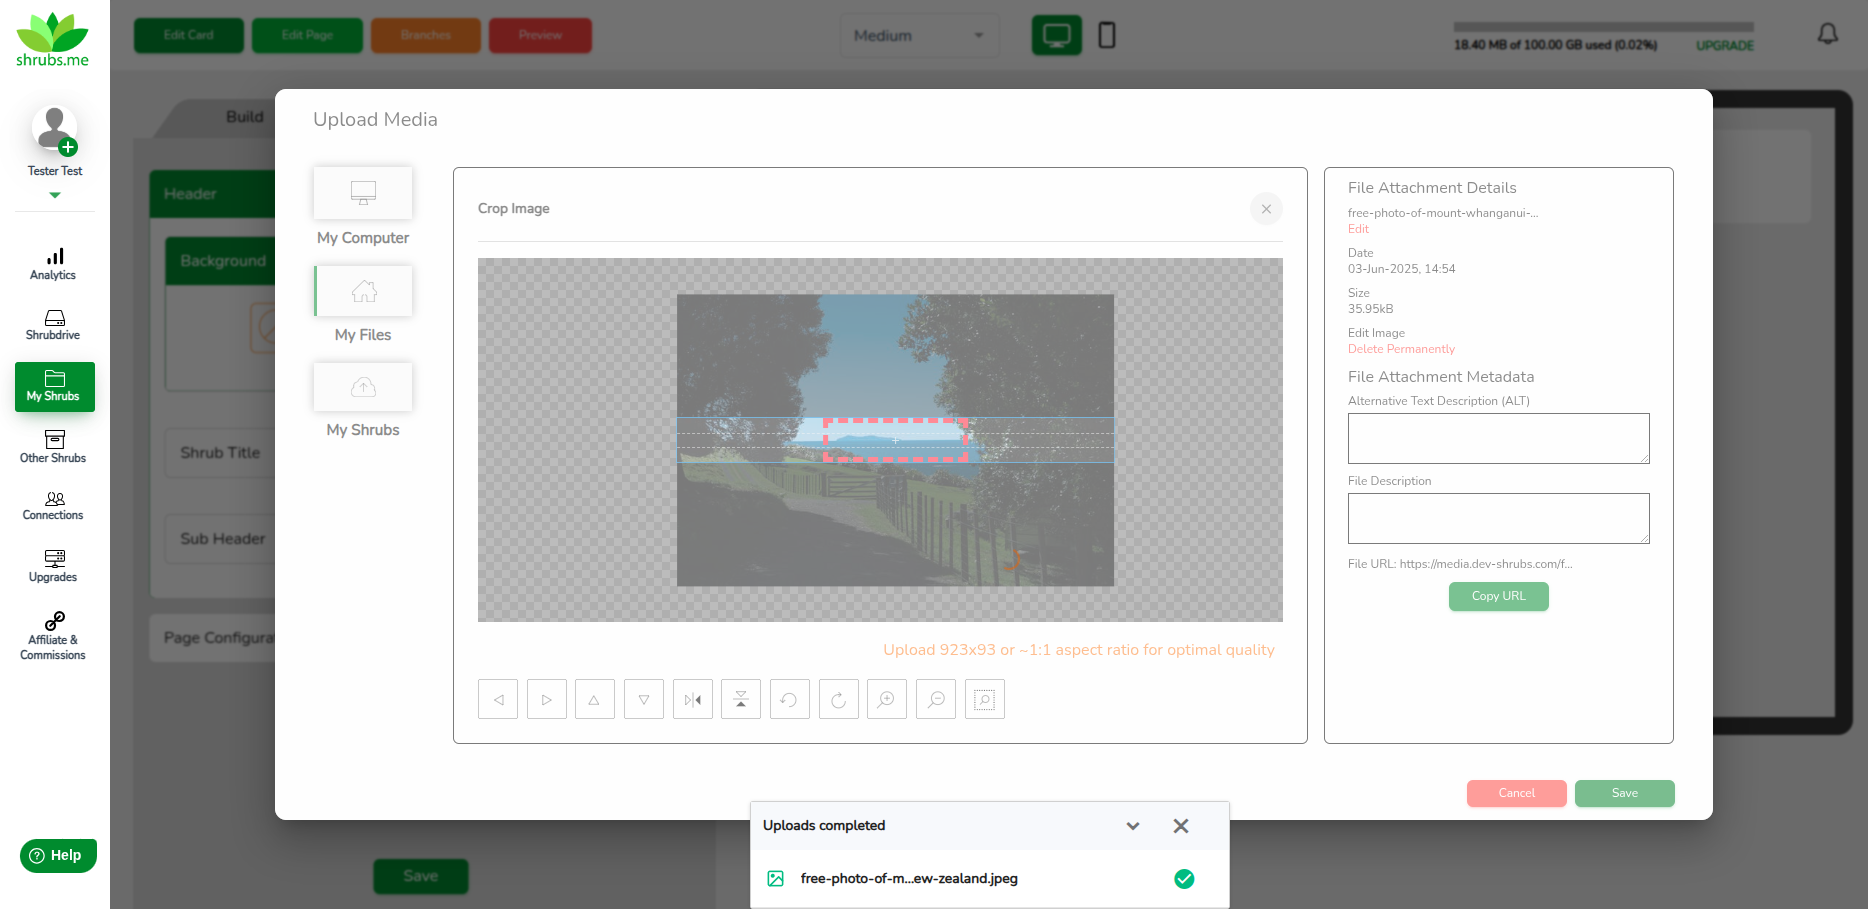 shrubs.me
Tester Test
Analytics
Shrubdrive
My Shrubs
Other Shrubs
Connections
Upgrades
Affiliate &
Commissions
Help
Edit Card
Edit Page
Branches
Preview
Medium
18.40 MB of 100.00 GB used (0.02%)
UPGRADE
Build
Header
Background
Shrub Title
Sub Header
Page Configurat
Save
Upload Media
My Computer
My Files
My Shrubs
Crop Image
Upload 923x93 or ~1:1 aspect ratio for optimal quality
File Attachment Details
free-photo-of-mount-whanganui-...
Edit
Date
03-Jun-2025, 14:54
Size
35.95kB
Edit Image
Delete Permanently
File Attachment Metadata
Alternative Text Description (ALT)
File Description
File URL: https://media.dev-shrubs.com/f...
Copy URL
Cancel
Save
Uploads completed
free-photo-of-m...ew-zealand.jpeg